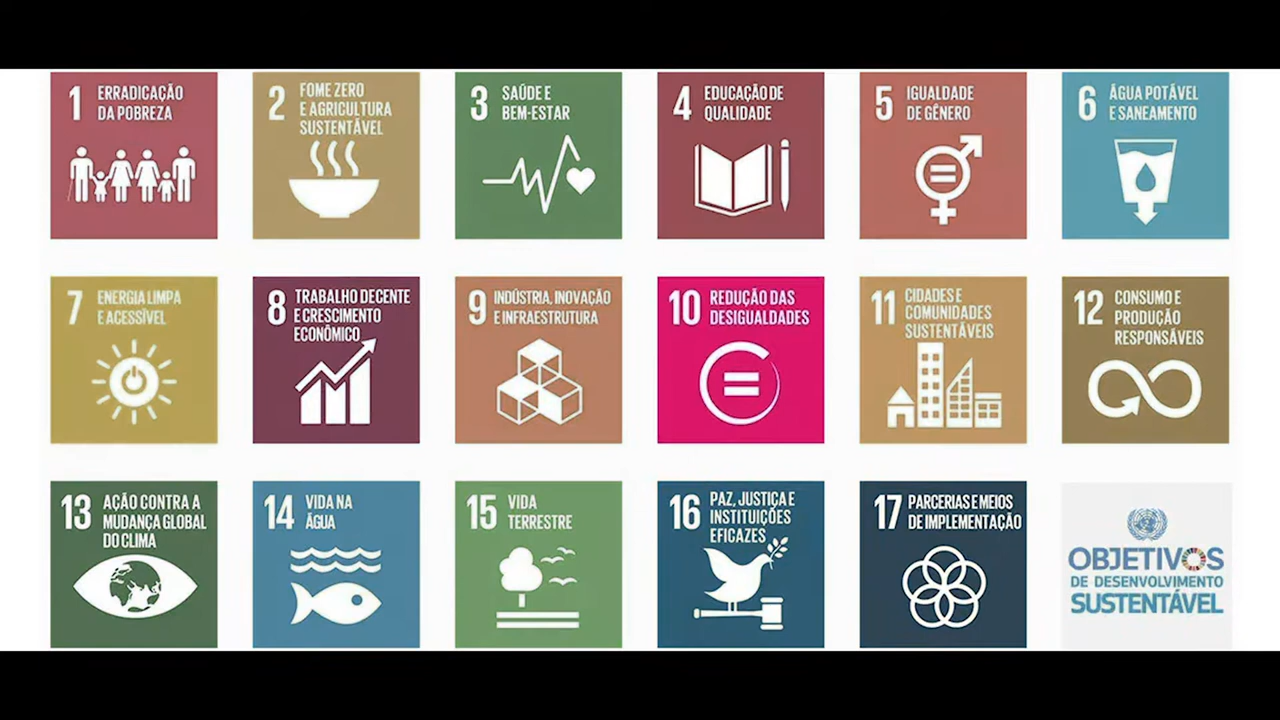 1 ERRADICAÇÃO
DA POBREZA
2 FOME ZERO
E AGRICULTURA
SUSTENTÁVEL
3 SAÚDE E
BEM-ESTAR
4 EDUCAÇÃO DE
QUALIDADE
5 IGUALDADE
DE GÊNERO
6 ÁGUA POTÁVEL
E SANEAMENTO
7 ENERGIA LIMPA
E ACESSÍVEL
8 TRABALHO DECENTE
E CRESCIMENTO
ECONÔMICO
9 INDÚSTRIA, INOVAÇÃO
E INFRAESTRUTURA
10 REDUÇÃO DAS
DESIGUALDADES
11 CIDADES E
COMUNIDADES
SUSTENTÁVEIS
12 CONSUMO E
PRODUÇÃO
RESPONSÁVEIS
13 AÇÃO CONTRA A
MUDANÇA GLOBAL
DO CLIMA
14 VIDA NA
ÁGUA
15 VIDA
TERRESTRE
16 PAZ, JUSTIÇA E
INSTITUIÇÕES
EFICAZES
17 PARCERIAS E MEIOS
DE IMPLEMENTAÇÃO
OBJETIVOS
DE DESENVOLVIMENTO
SUSTENTÁVEL